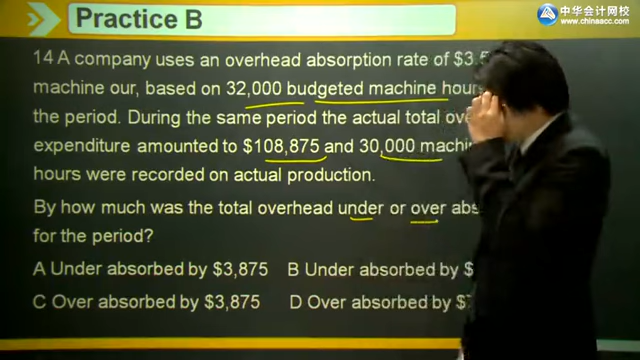 Practice B
中华会计网校
www.chinaacc.com
14 A company uses an overhead absorption rate of $3.5
machine our, based on 32,000 budgeted machine hour
the period. During the same period the actual total
expenditure amounted to $108,875 and 30,000
hours were recorded on actual production.
By how much was the total overhead under or over
for the period?
A Under absorbed by $3,875 B Under absorbed by $
C Over absorbed by $3,875 D Over absorbed by $